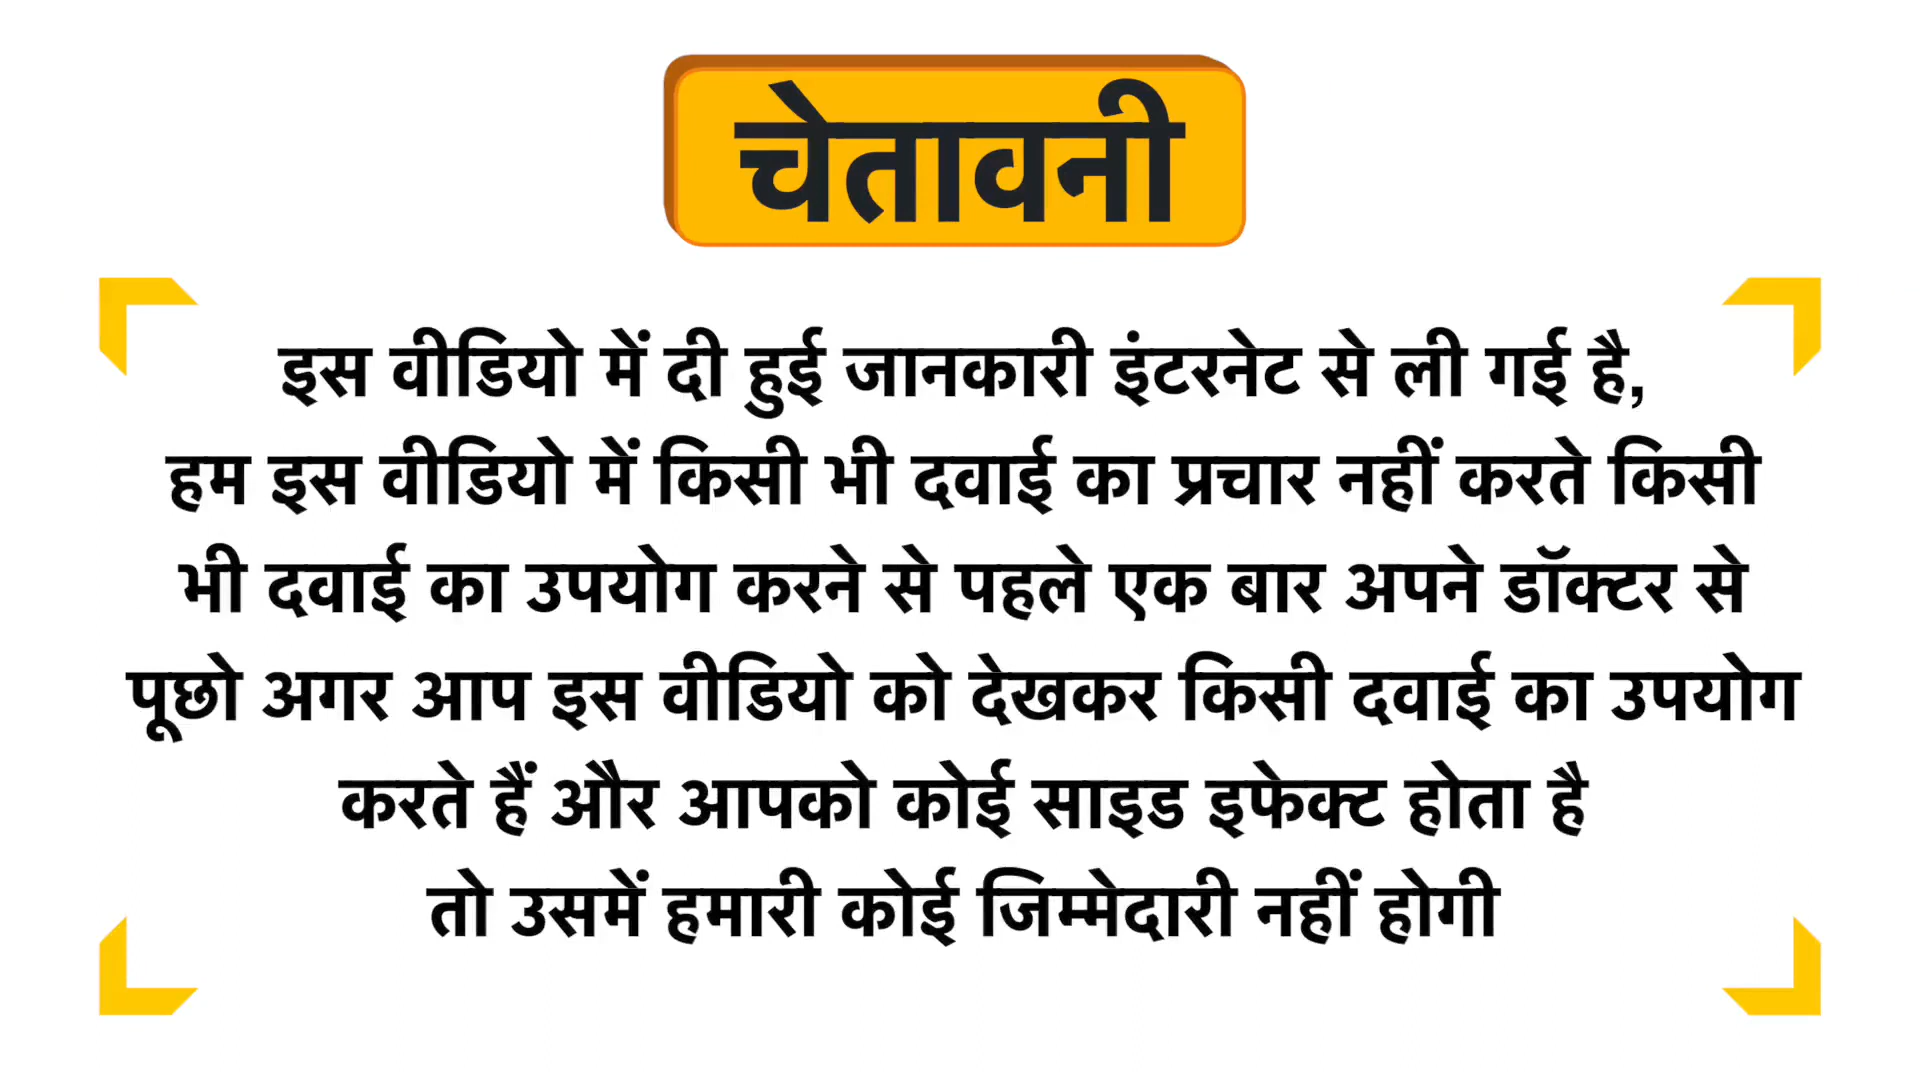 चेतावनी
इस वीडियो में दी हुई जानकारी इंटरनेट से ली गई है,
हम इस वीडियो में किसी भी दवाई का प्रचार नहीं करते किसी
भी दवाई का उपयोग करने से पहले एक बार अपने डॉक्टर से
पूछो अगर आप इस वीडियो को देखकर किसी दवाई का उपयोग
करते हैं और आपको कोई साइड इफेक्ट होता है
तो उसमें हमारी कोई जिम्मेदारी नहीं होगी